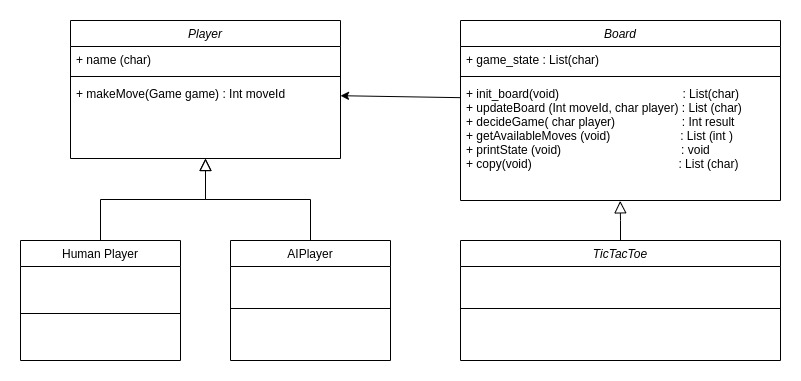 Player
+ name (char)
+ makeMove(Game game) : Int moveId
Board
+ game_state : List(char)
+ init_board(void) : List(char)
+ updateBoard (Int moveId, char player) : List (char)
+ decideGame( char player) : Int result
+ getAvailableMoves (void) : List (int )
+ printState (void) : void
+ copy(void) : List (char)
Human Player
AIPlayer
TicTacToe